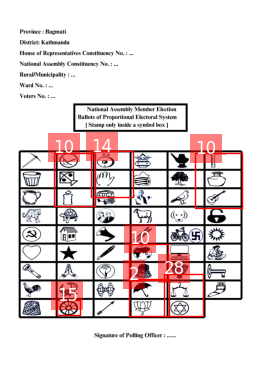 Province : Bagmati
District: Kathmandu
House of Representatives Constituency No. : ...
National Assembly Constituency No. : ...
Rural/Municipality : ...
Ward No. : ...
Voters No. : ...
National Assembly Member Election
Ballots of Proportional Electoral System
[ Stamp only inside a symbol box ]
10 14 10
10
2 28
15
Signature of Polling Officer : ......